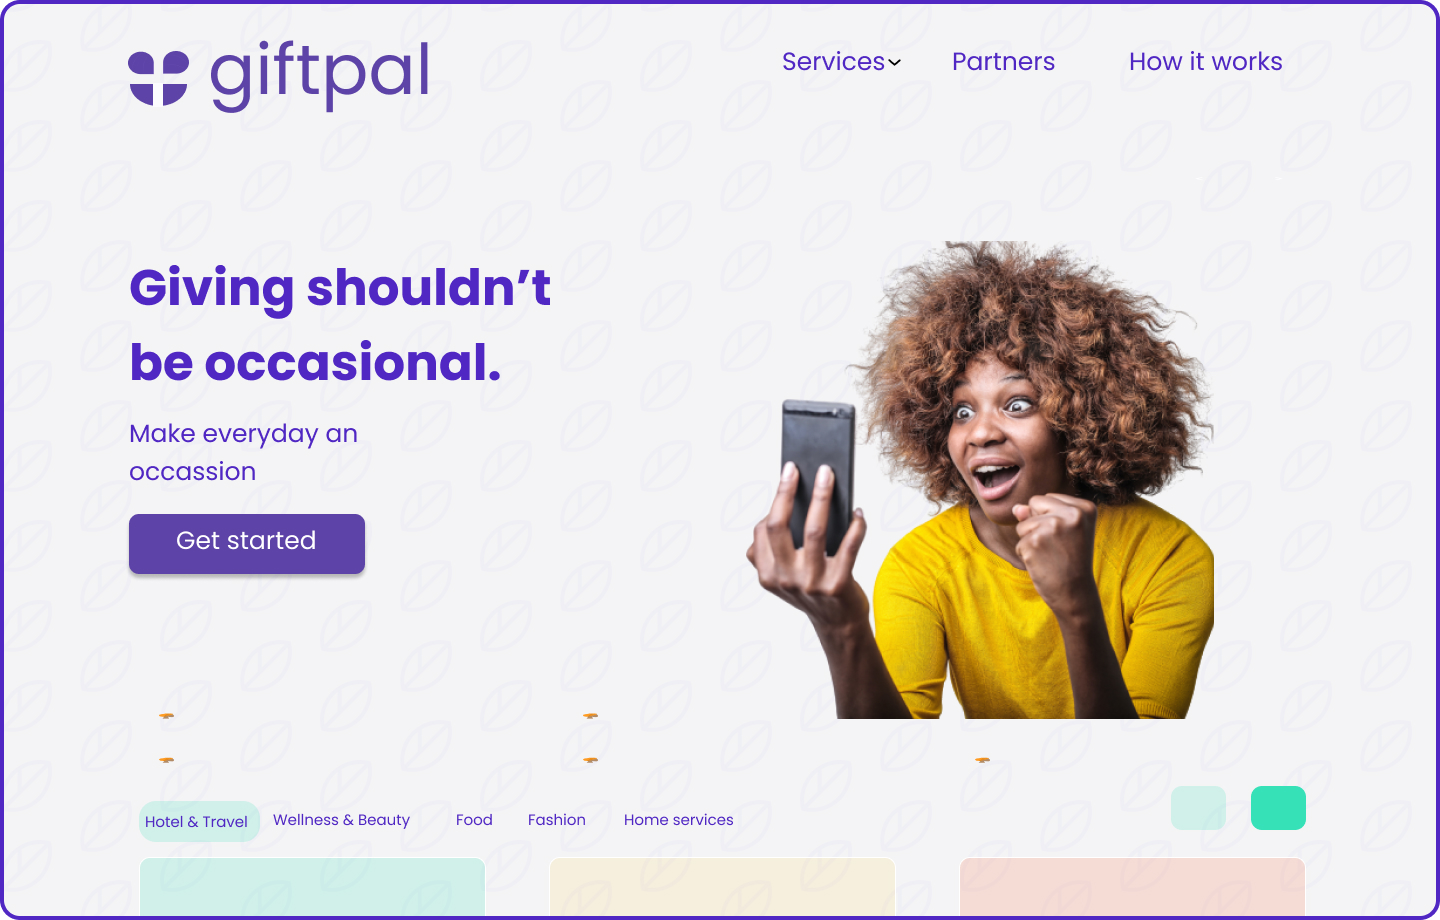 giftpal
Services
Partners
How it works
Giving shouldn’t
be occasional.
Make everyday an
occassion
Get started
Hotel & Travel
Wellness & Beauty
Food
Fashion
Home services